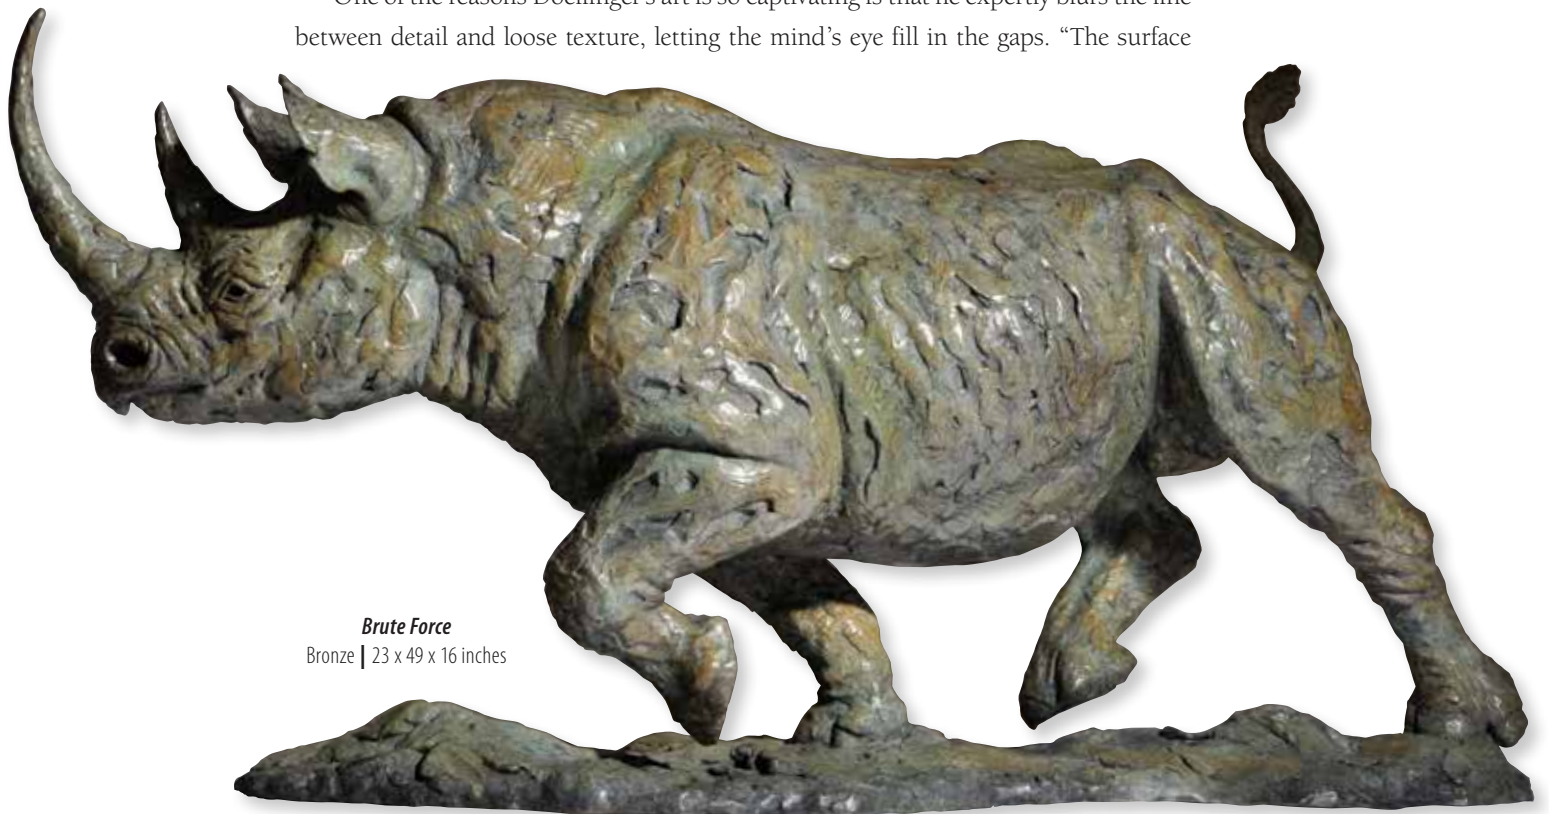 One of the reasons Doellinger’s art is so captivating is that he expertly blurs the line
between detail and loose texture, letting the mind’s eye fill in the gaps. “The surface
Brute Force
Bronze | 23 x 49 x 16 inches